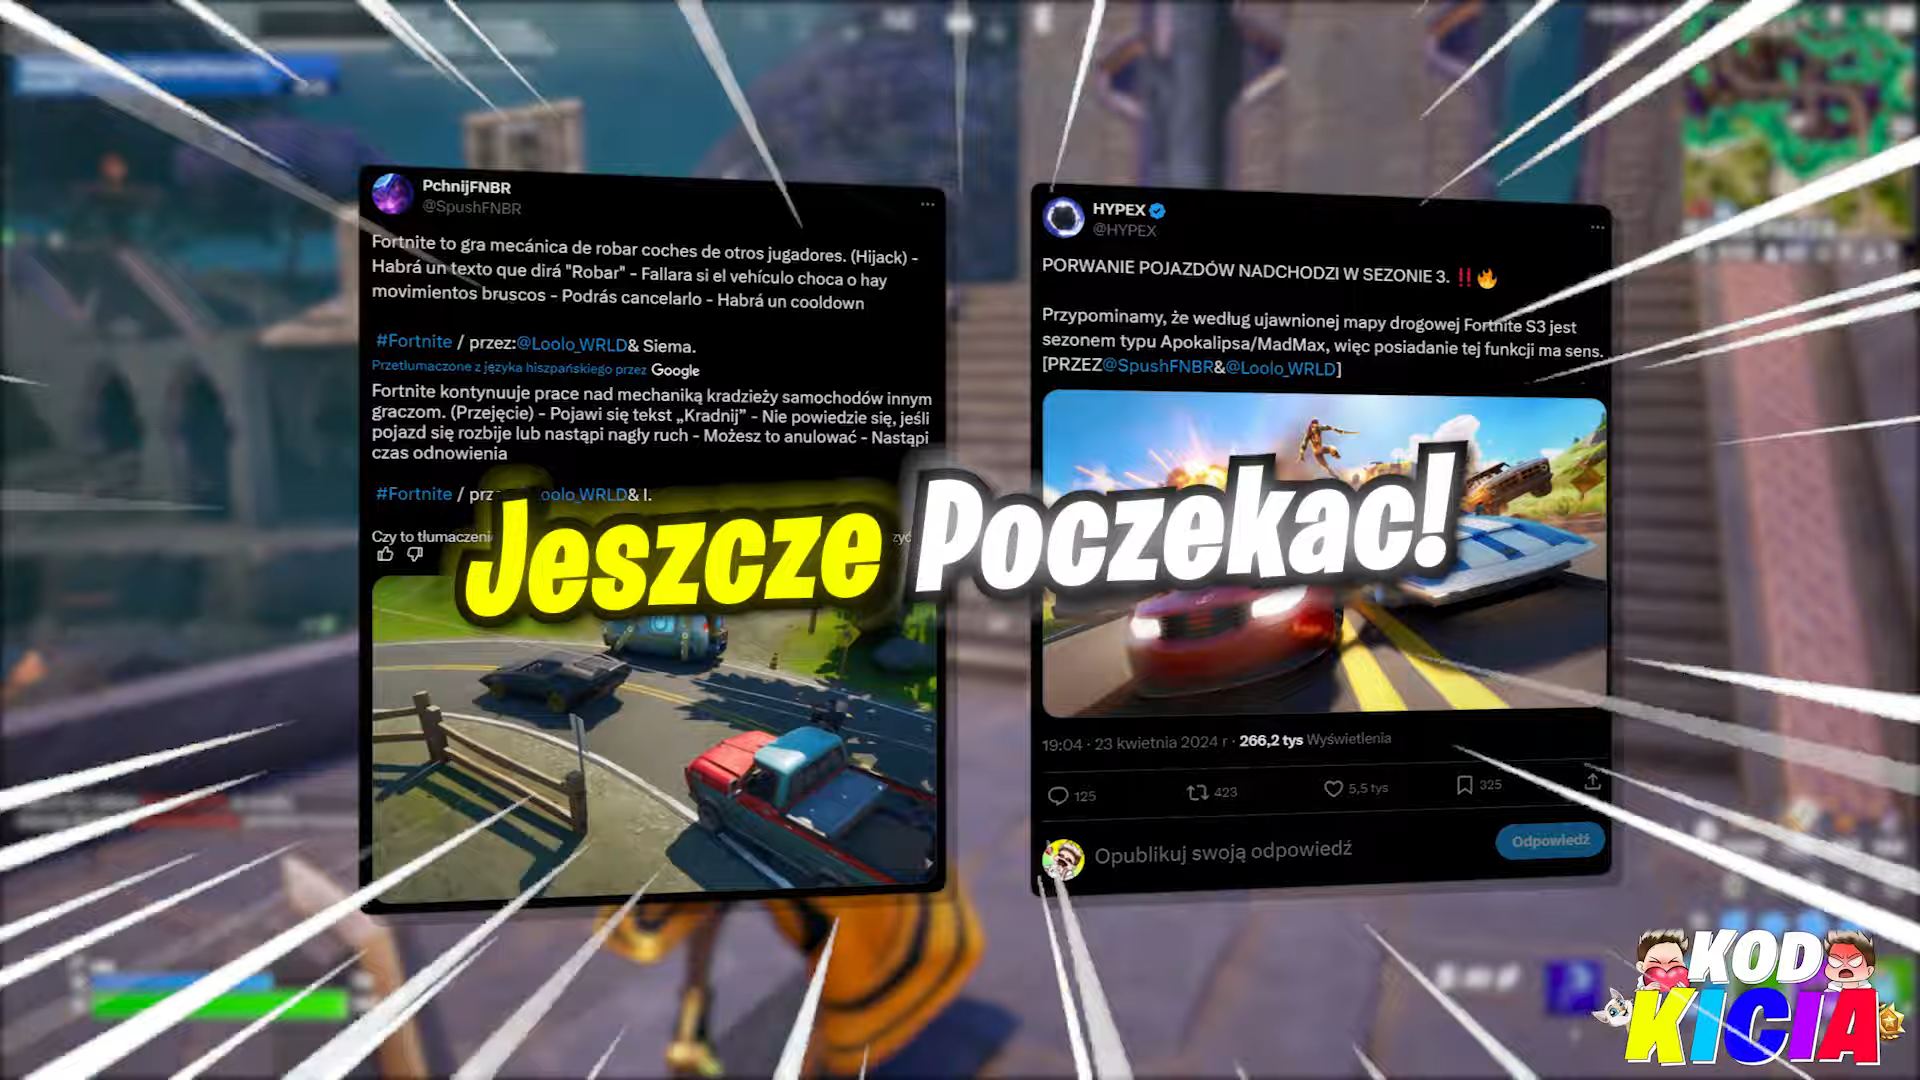 PchnijFNBR
@SpushFNBR
Fortnite to gra mecánica de robar coches de otros jugadores. (Hijack) -
Habrá un texto que dirá "Robar" - Fallara si el vehículo choca o hay
movimientos bruscos - Podrás cancelarlo - Habrá un cooldown
#Fortnite / przez:@Loolo_WRLD& Siema.
Przetłumaczone z języka hiszpańskiego przez Google
Fortnite kontynuuje prace nad mechaniką kradzieży samochodów innym
graczom. (Przejęcie) - Pojawi się tekst „Kradnij” - Nie powiedzie się, jeśli
pojazd się rozbije lub nastąpi nagły ruch - Możesz to anulować - Nastąpi
czas odnowienia
#Fortnite / prz oolo_WRLD& I.
Czy to tłumaczeni
HYPEX
@HYPEX
PORWANIE POJAZDÓW NADCHODZI W SEZONIE 3. ‼️🔥
Przypominamy, że według ujawnionej mapy drogowej Fortnite S3 jest
sezonem typu Apokalipsa/MadMax, więc posiadanie tej funkcji ma sens.
[PRZEZ@SpushFNBR&@Loolo_WRLD]
Jeszcze Poczekac!
19:04 · 23 kwietnia 2024 r · 266,2 tys Wyświetlenia
125 423 5,5 tys 325
Opublikuj swoją odpowiedź
Odpowiedź
KOD
KICIA